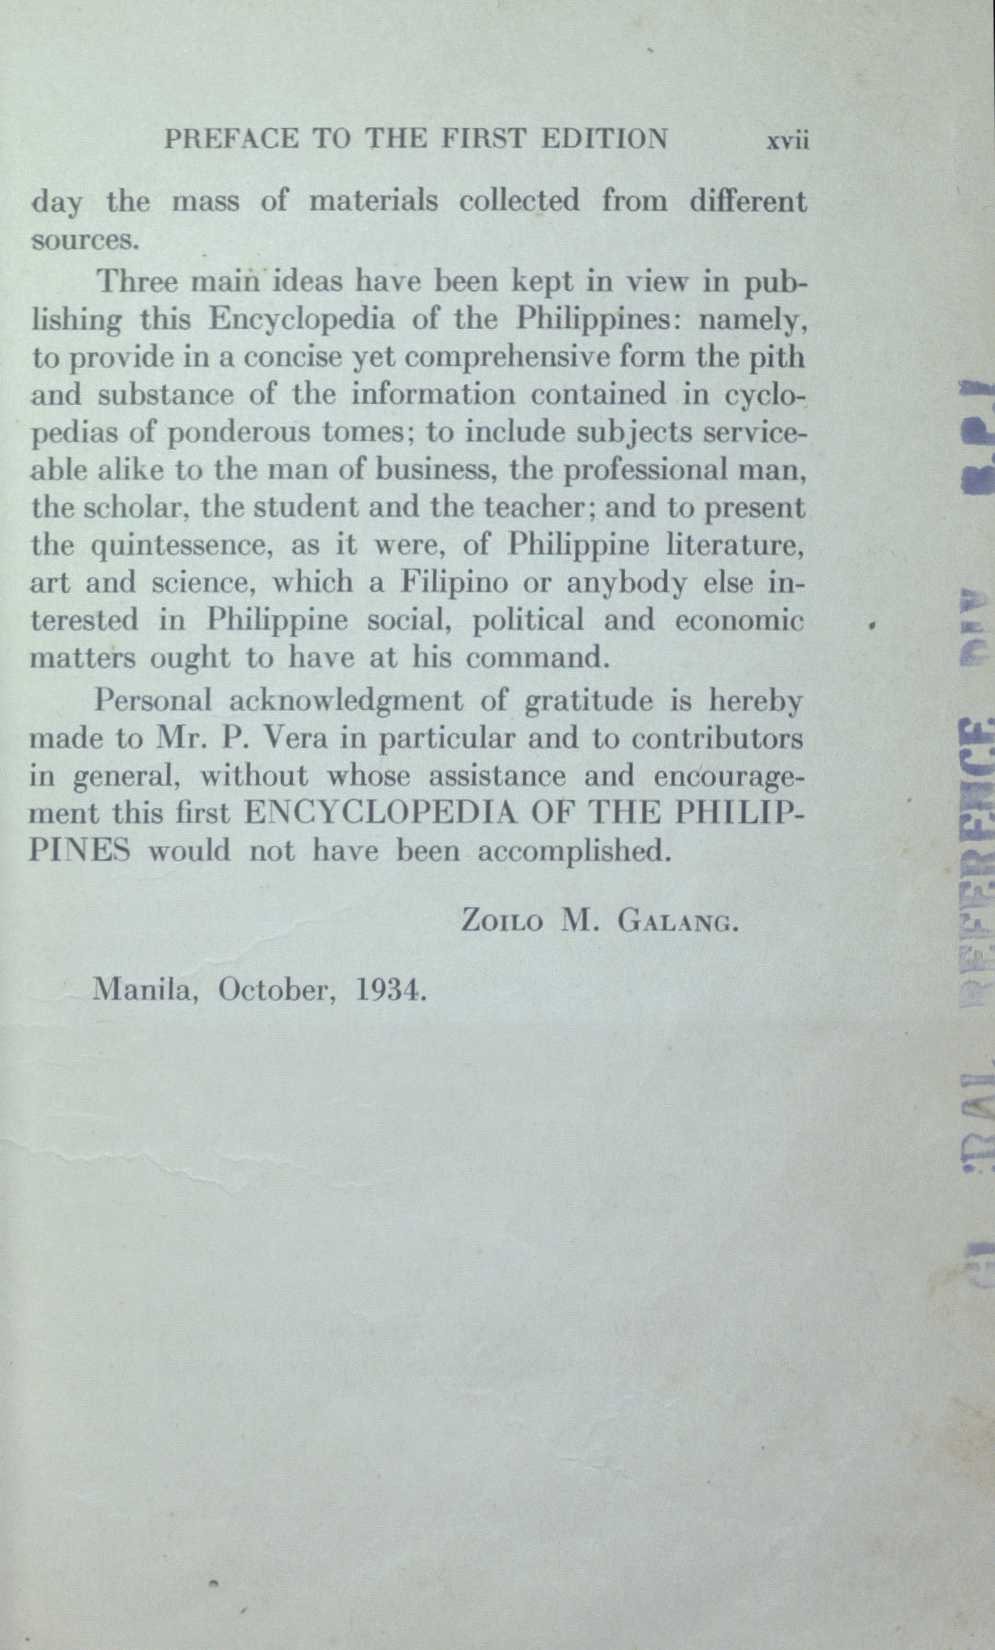 PREFACE TO THE FIRST EDITION xvii
day the mass of materials collected from different
sources.
Three main ideas have been kept in view in pub-
lishing this Encyclopedia of the Philippines: namely,
to provide in a concise yet comprehensive form the pith
and substance of the information contained in cyclo-
pedias of ponderous tomes; to include subjects service-
able alike to the man of business, the professional man,
the scholar, the student and the teacher; and to present
the quintessence, as it were, of Philippine literature,
art and science, which a Filipino or anybody else in-
terested in Philippine social, political and economic
matters ought to have at his command.
Personal acknowledgment of gratitude is hereby
made to Mr. P. Vera in particular and to contributors
in general, without whose assistance and encourage-
ment this first ENCYCLOPEDIA OF THE PHILIP-
PINES would not have been accomplished.
Zoilo M. Galang.
Manila, October, 1934.
REFERENCE